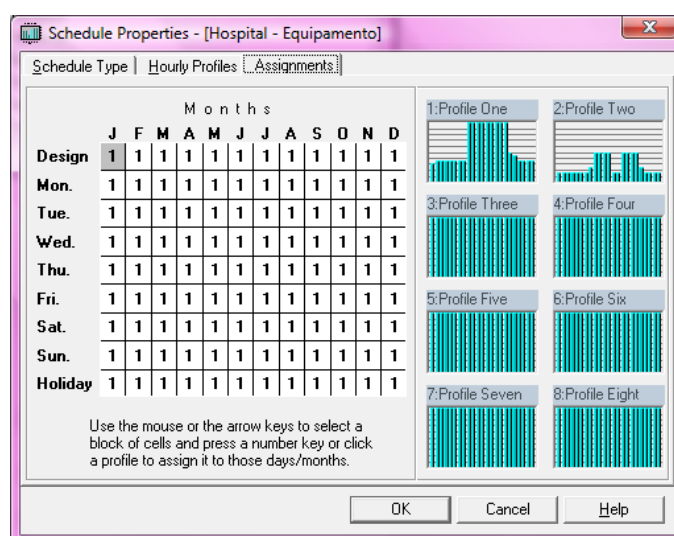 Schedule Properties - [Hospital - Equipamento]
Schedule Type
Hourly Profiles
Assignments
Months
J F M A M J J A S O N D
Design 1 1 1 1 1 1 1 1 1 1 1 1
Mon. 1 1 1 1 1 1 1 1 1 1 1 1
Tue. 1 1 1 1 1 1 1 1 1 1 1 1
Wed. 1 1 1 1 1 1 1 1 1 1 1 1
Thu. 1 1 1 1 1 1 1 1 1 1 1 1
Fri. 1 1 1 1 1 1 1 1 1 1 1 1
Sat. 1 1 1 1 1 1 1 1 1 1 1 1
Sun. 1 1 1 1 1 1 1 1 1 1 1 1
Holiday 1 1 1 1 1 1 1 1 1 1 1 1
Use the mouse or the arrow keys to select a
block of cells and press a number key or click
a profile to assign it to those days/months.
1:Profile One
2:Profile Two
3:Profile Three
4:Profile Four
5:Profile Five
6:Profile Six
7:Profile Seven
8:Profile Eight
OK
Cancel
Help